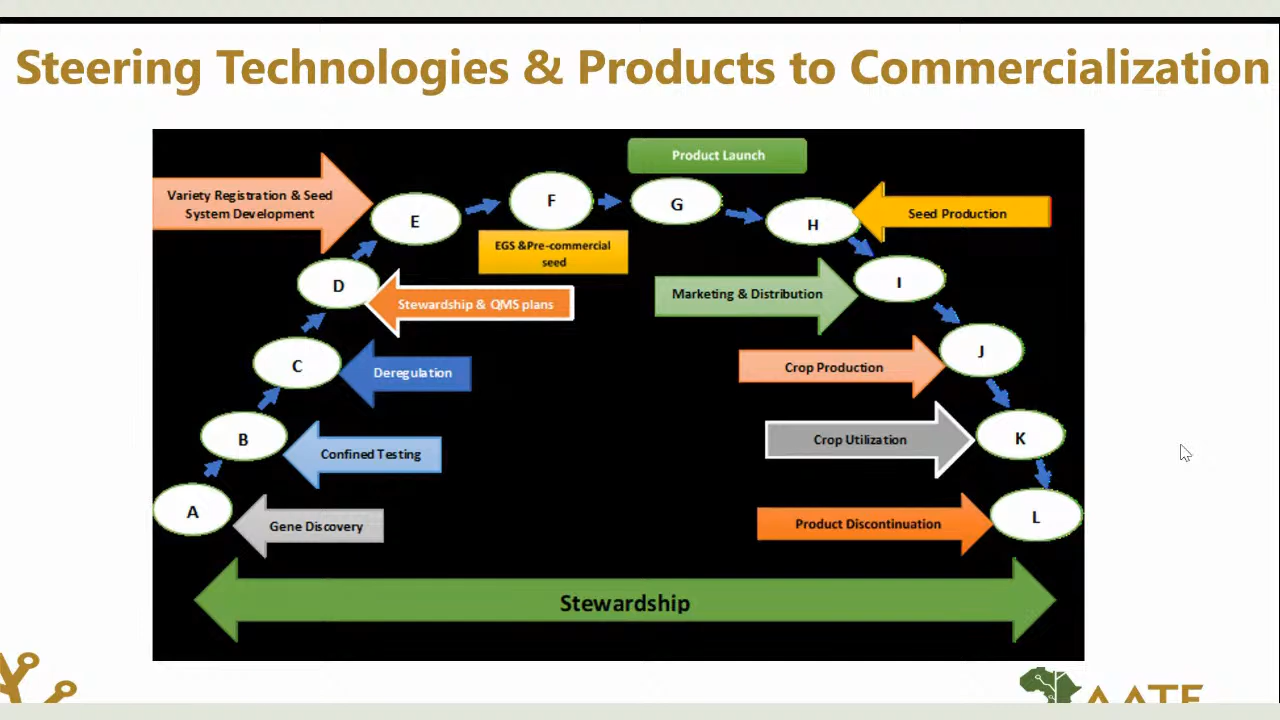 Steering Technologies & Products to Commercialization
Product Launch
Variety Registration & Seed
System Development
E
F
G
H
Seed Production
EGS &Pre-commercial
seed
D
Stewardship & QMS plans
Marketing & Distribution
I
C
Deregulation
Crop Production
J
B
Confined Testing
Crop Utilization
K
A
Gene Discovery
Product Discontinuation
L
Stewardship
AATF